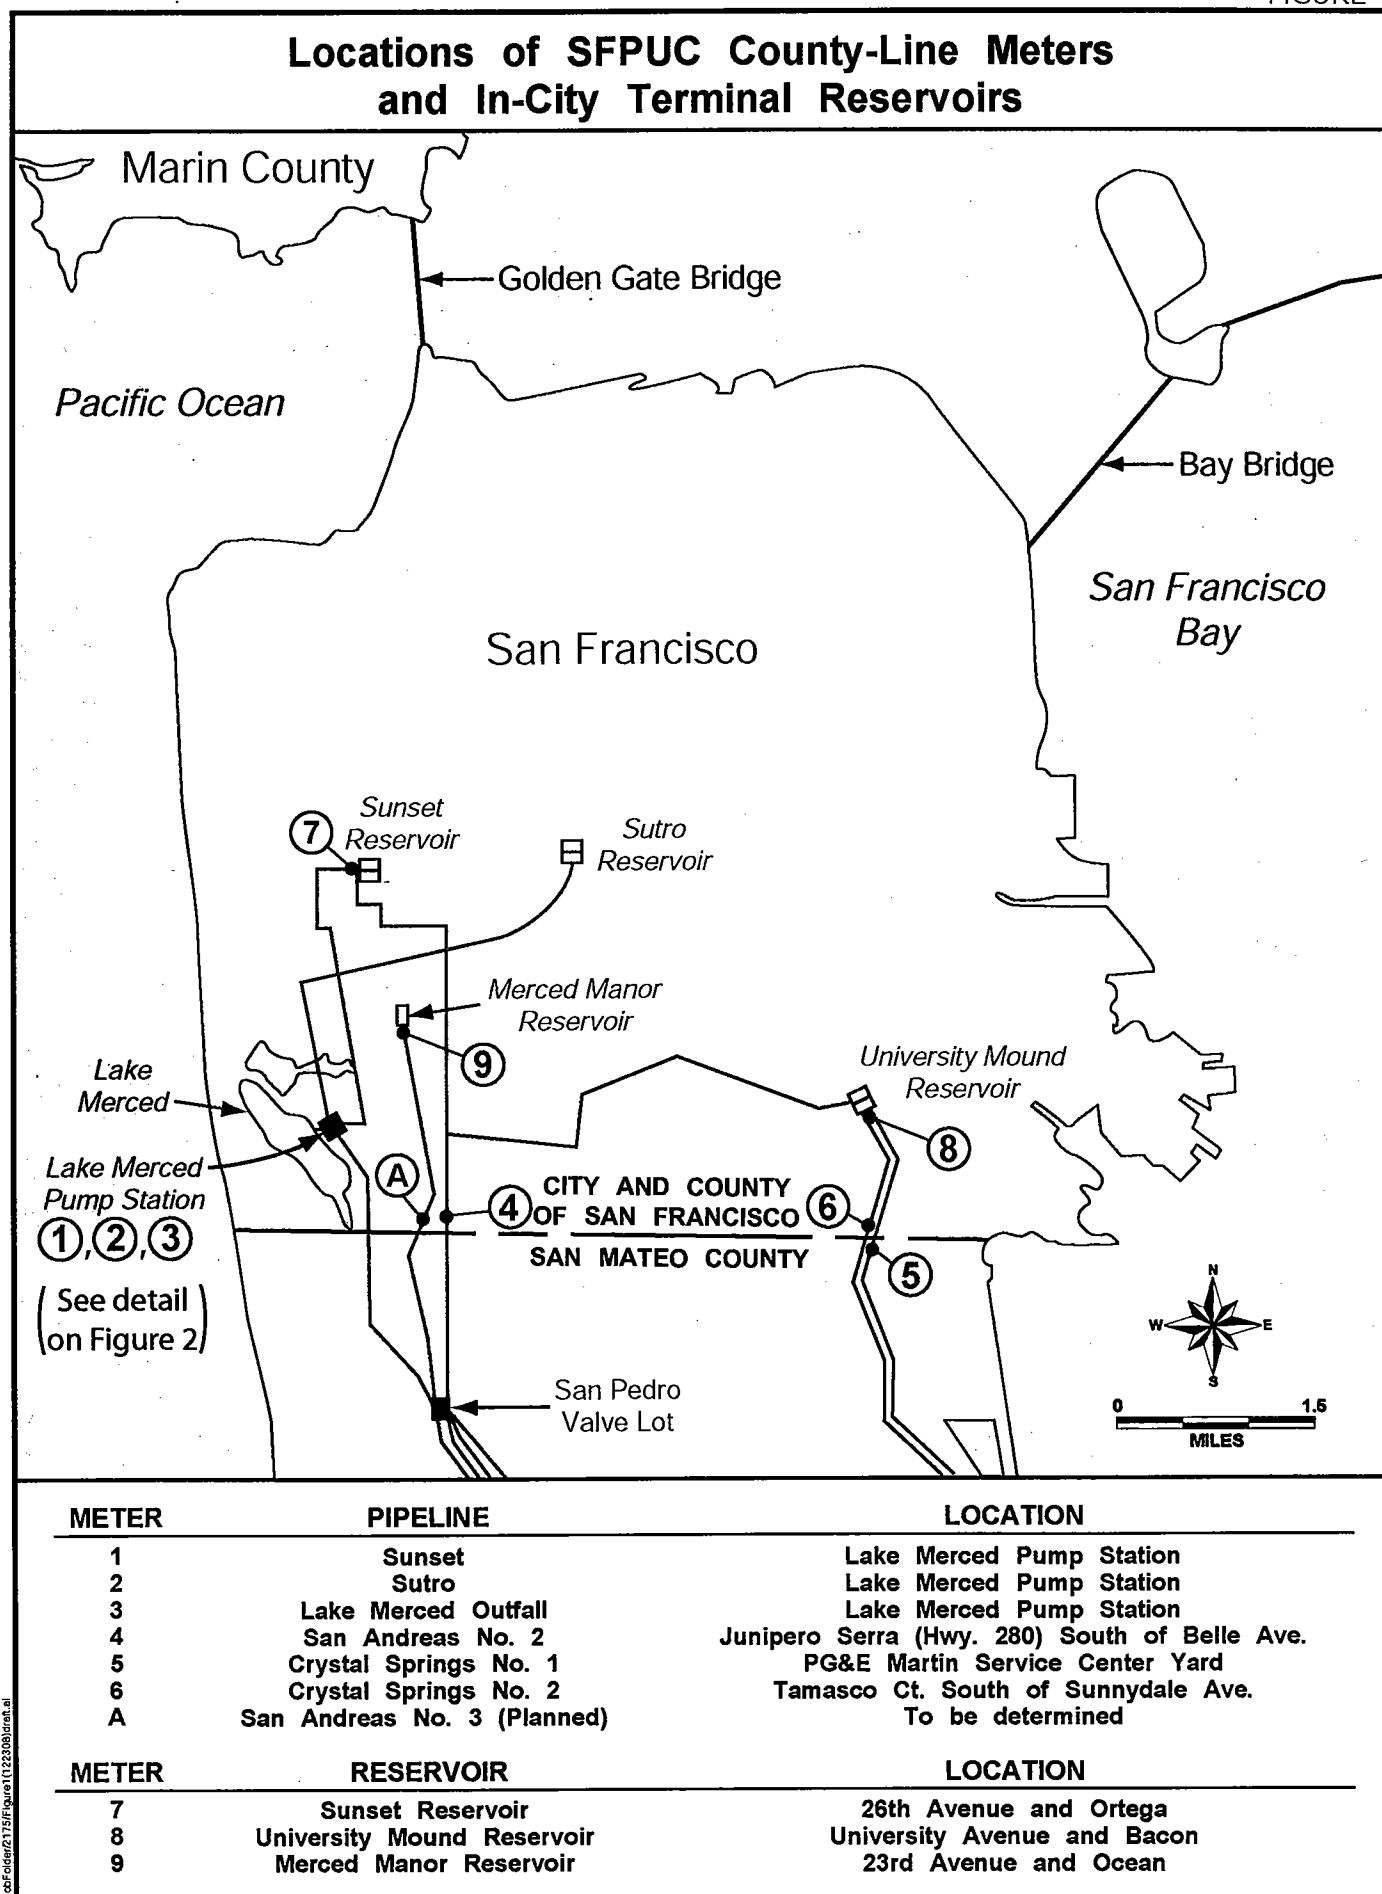 FIGURE
Locations of SFPUC County-Line Meters
and In-City Terminal Reservoirs
Marin County
Golden Gate Bridge
Pacific Ocean
Bay Bridge
San Francisco
Bay
San Francisco
Sunset
Reservoir
7
Sutro
Reservoir
Merced Manor
Reservoir
9
University Mound
Reservoir
8
Lake
Merced
Lake Merced
Pump Station
1, 2, 3
(See detail
on Figure 2)
A
4
CITY AND COUNTY
OF SAN FRANCISCO
6
SAN MATEO COUNTY
5
San Pedro
Valve Lot
N
W E
S
0 1.5
MILES
METER PIPELINE LOCATION
1 Sunset Lake Merced Pump Station
2 Sutro Lake Merced Pump Station
3 Lake Merced Outfall Lake Merced Pump Station
4 San Andreas No. 2 Junipero Serra (Hwy. 280) South of Belle Ave.
5 Crystal Springs No. 1 PG&E Martin Service Center Yard
6 Crystal Springs No. 2 Tamasco Ct. South of Sunnydale Ave.
A San Andreas No. 3 (Planned) To be determined
METER RESERVOIR LOCATION
7 Sunset Reservoir 26th Avenue and Ortega
8 University Mound Reservoir University Avenue and Bacon
9 Merced Manor Reservoir 23rd Avenue and Ocean
obFolder/2175/Figure1(122308)draft.ai